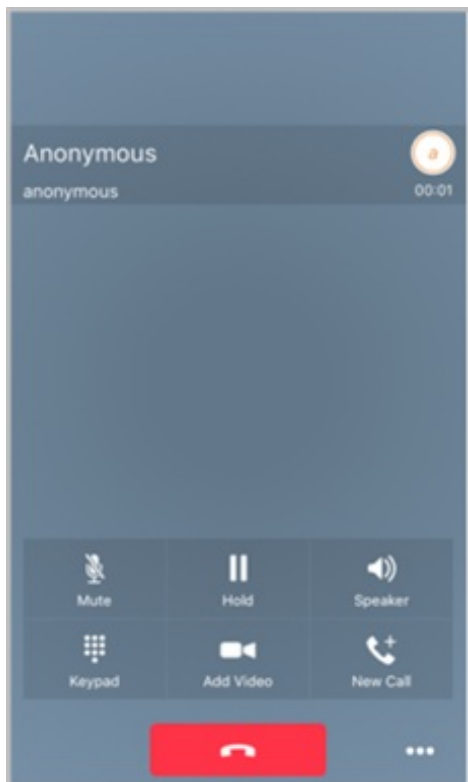 Anonymous
a
anonymous 00:01
Mute Hold Speaker
Keypad Add Video New Call